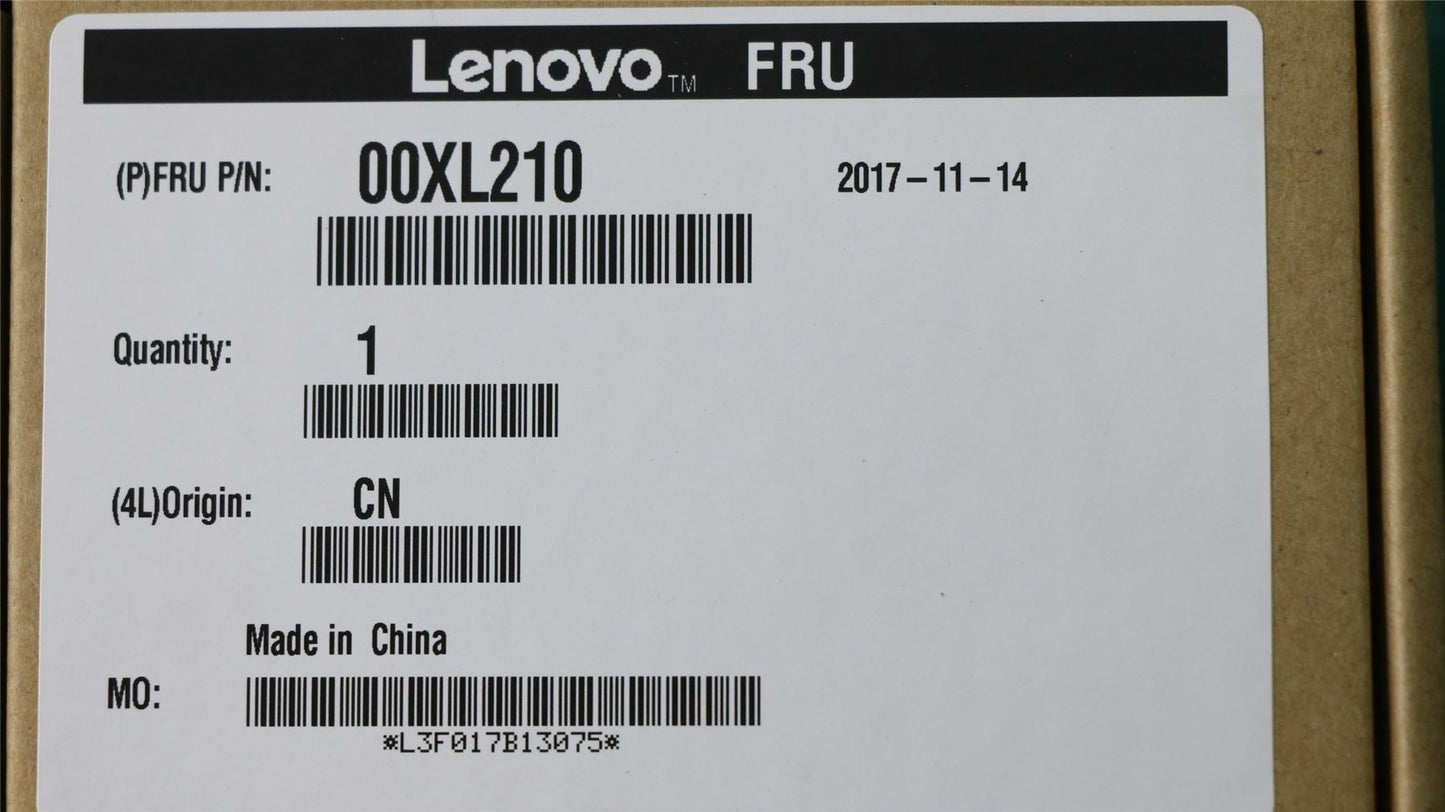 Lenovo™ FRU
(P)FRU P/N: 00XL210 2017-11-14
Quantity: 1
(4L)Origin: CN
Made in China
MO:
*L3F017B13075*